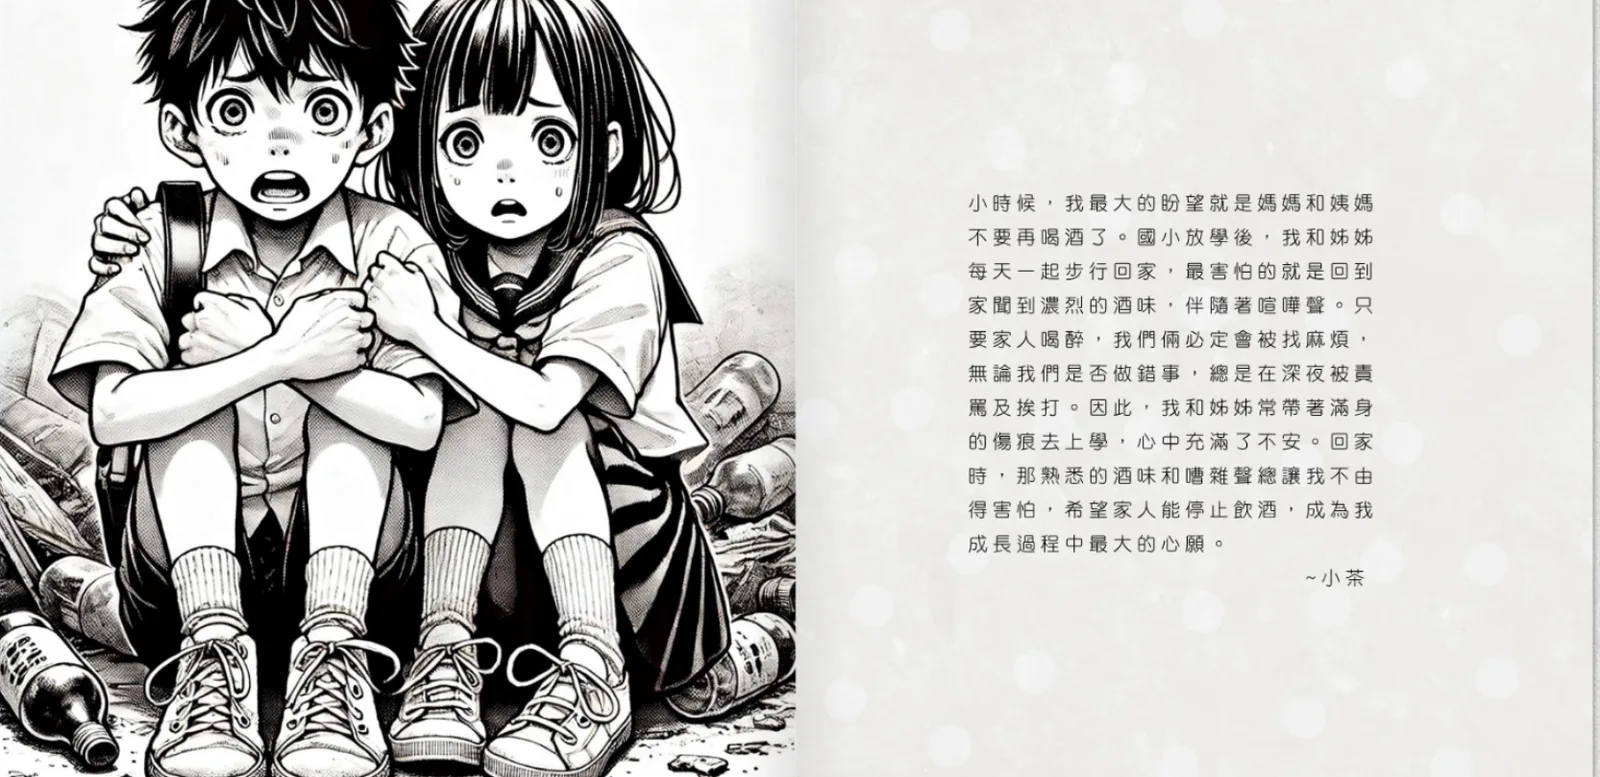 小時候，我最大的盼望就是媽媽和姨媽
不要再喝酒了。國小放學後，我和姊姊
每天一起步行回家，最害怕的就是回到
家聞到濃烈的酒味，伴隨著喧嘩聲。只
要家人喝醉，我們倆必定會被找麻煩，
無論我們是否做錯事，總是在深夜被責
罵及挨打。因此，我和姊姊常帶著滿身
的傷痕去上學，心中充滿了不安。回家
時，那熟悉的酒味和嘈雜聲總讓我不由
得害怕，希望家人能停止飲酒，成為我
成長過程中最大的心願。
~小茶